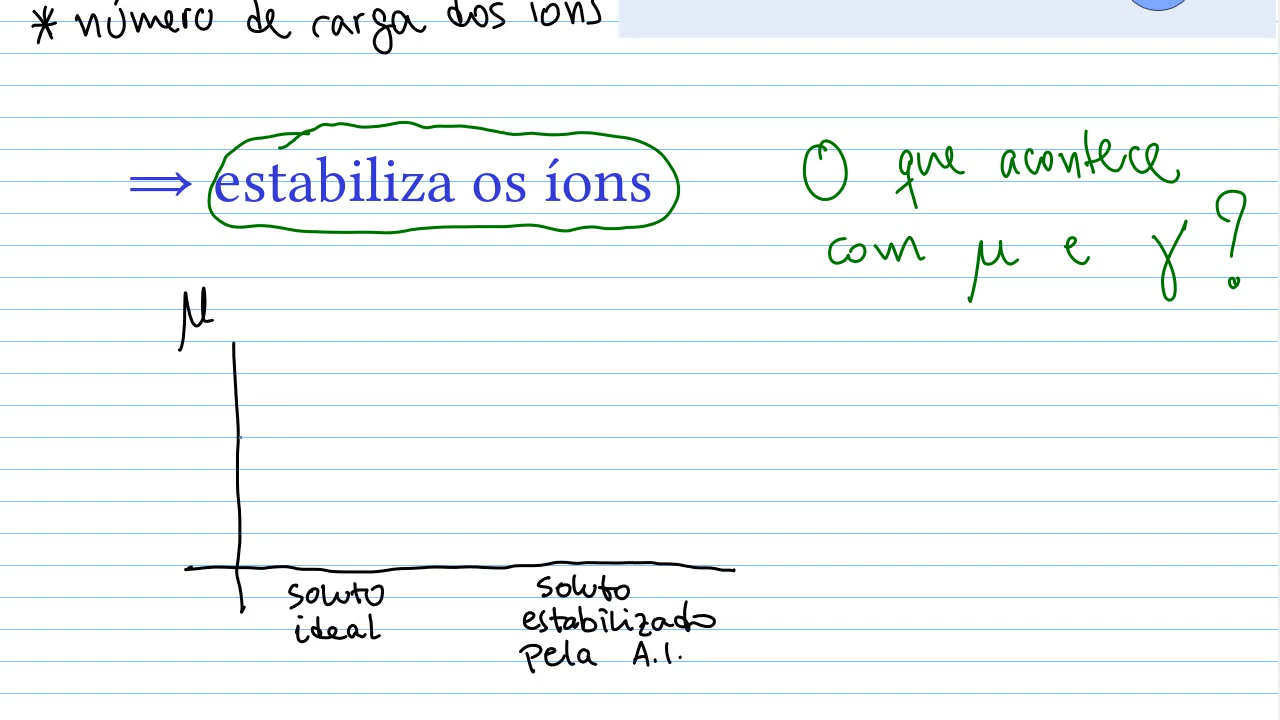 * número de carga dos íons
⟹ estabiliza os íons
O que acontece
com μ e γ ?
μ
soluto
ideal
soluto
estabilizado
pela A.I.